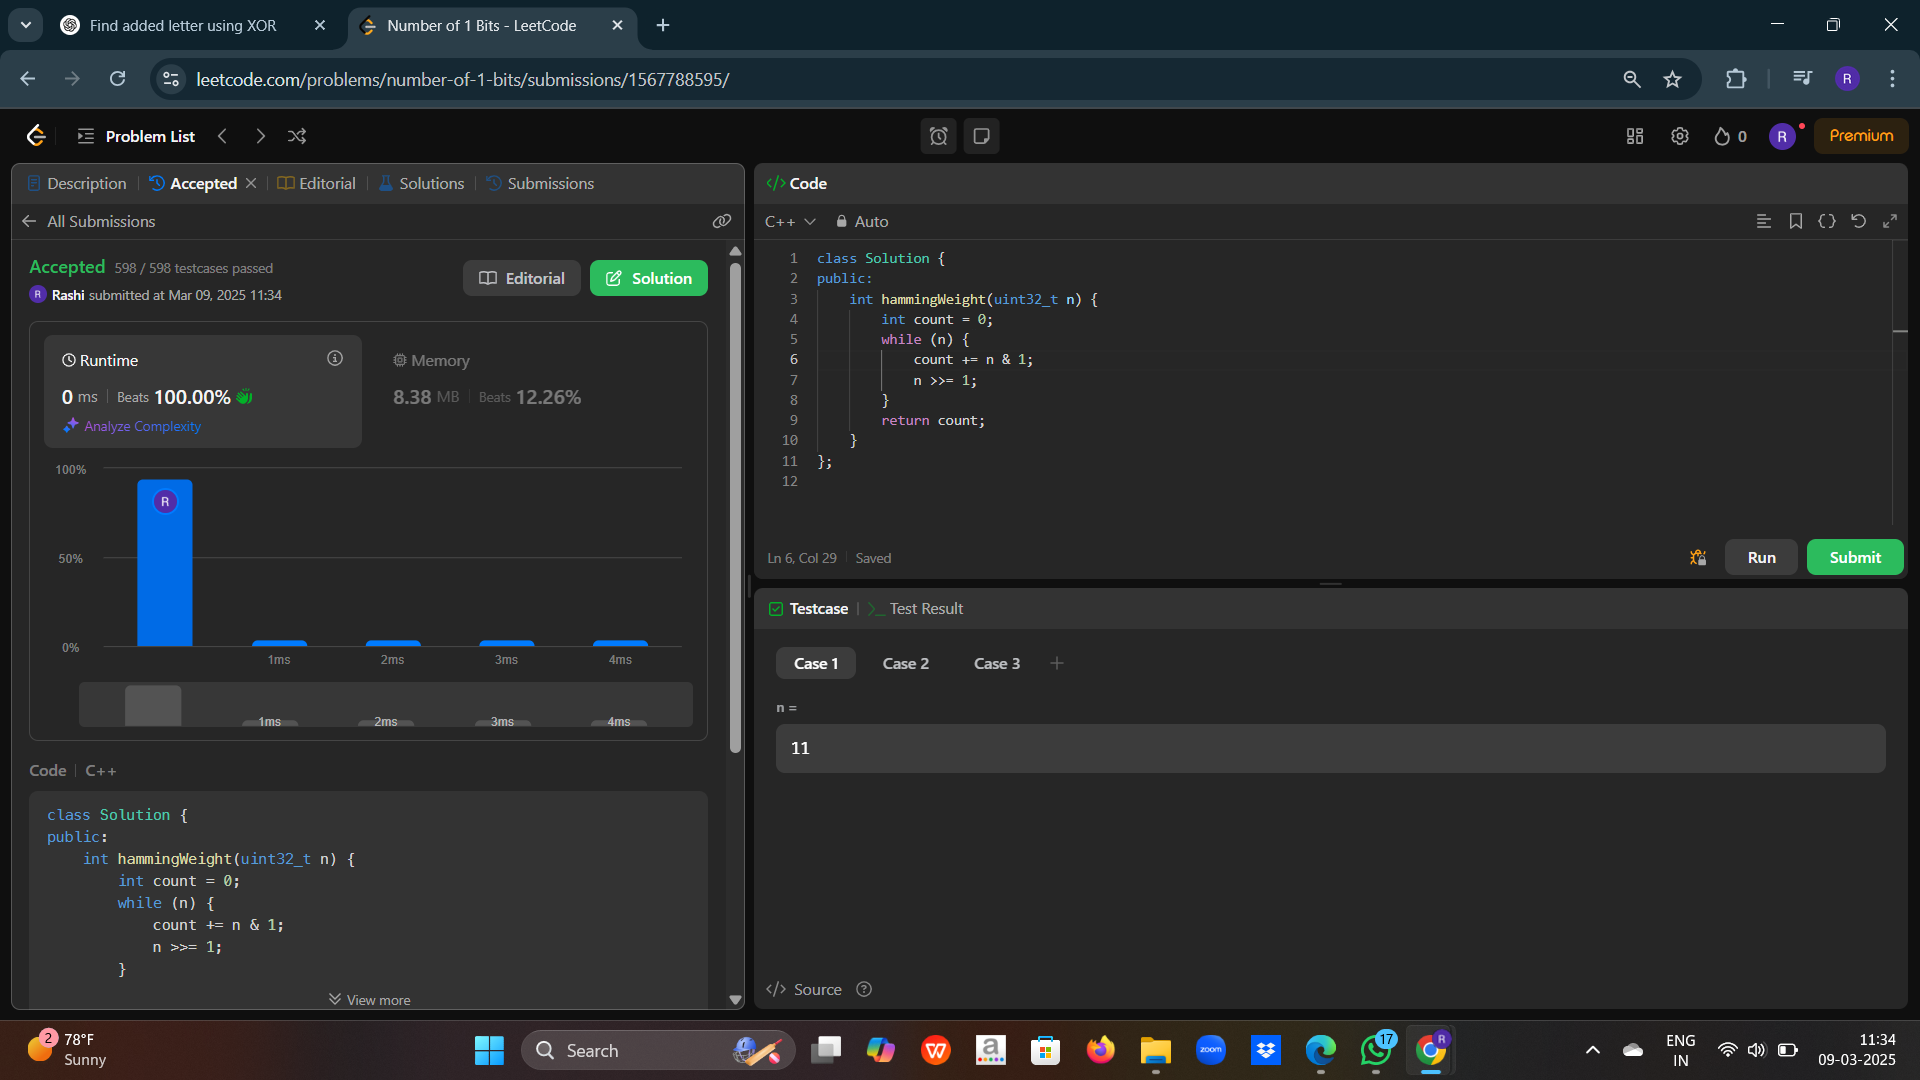 Find added letter using XOR
Number of 1 Bits - LeetCode
leetcode.com/problems/number-of-1-bits/submissions/1567788595/
R
Problem List
0
R
Premium
Description
Accepted
Editorial
Solutions
Submissions
All Submissions
Accepted 598 / 598 testcases passed
R Rashi submitted at Mar 09, 2025 11:34
Editorial
Solution
Runtime
0 ms Beats 100.00%
Analyze Complexity
Memory
8.38 MB Beats 12.26%
100%
R
50%
0%
1ms 2ms 3ms 4ms
1ms 2ms 3ms 4ms
Code C++
class Solution {
public:
int hammingWeight(uint32_t n) {
int count = 0;
while (n) {
count += n & 1;
n >>= 1;
}
View more
</> Code
C++ Auto
1 class Solution {
2 public:
3 int hammingWeight(uint32_t n) {
4 int count = 0;
5 while (n) {
6 count += n & 1;
7 n >>= 1;
8 }
9 return count;
10 }
11 };
12
Ln 6, Col 29 Saved
Run
Submit
Testcase
>_ Test Result
Case 1 Case 2 Case 3 +
n =
11
</> Source ?
2
78°F
Sunny
Search
W
a
zoom
17
R
ENG
IN
11:34
09-03-2025